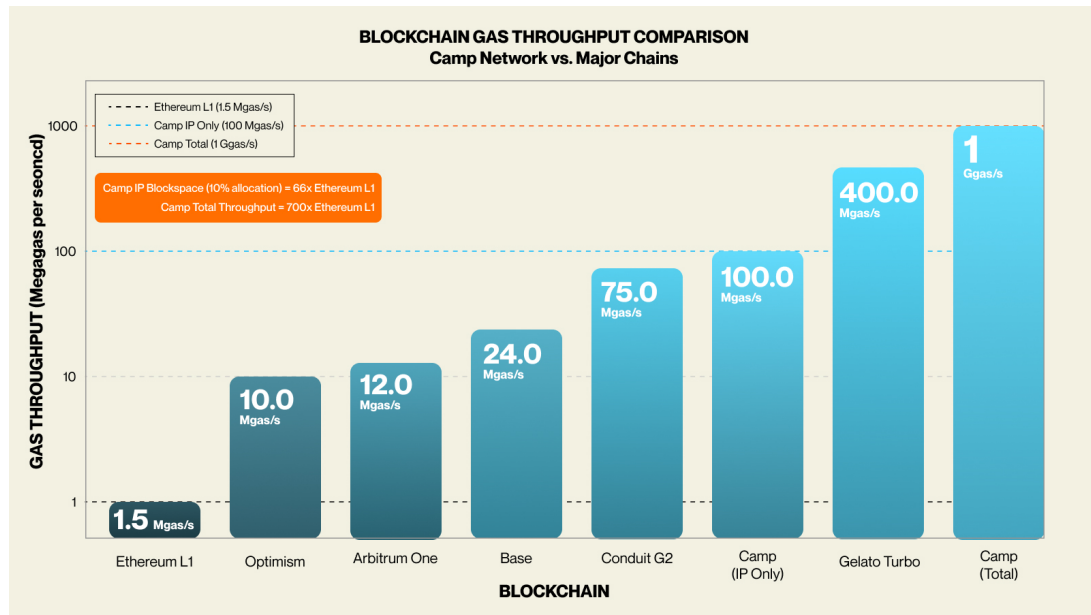 BLOCKCHAIN GAS THROUGHPUT COMPARISON
Camp Network vs. Major Chains
GAS THROUGHPUT (Megagas per seoncd)
1000
100
10
1
Ethereum L1 (1.5 Mgas/s)
Camp IP Only (100 Mgas/s)
Camp Total (1 Ggas/s)
Camp IP Blockspace (10% allocation) = 66x Ethereum L1
Camp Total Throughput = 700x Ethereum L1
1.5 Mgas/s
10.0
Mgas/s
12.0
Mgas/s
24.0
Mgas/s
75.0
Mgas/s
100.0
Mgas/s
400.0
Mgas/s
1
Ggas/s
Ethereum L1
Optimism
Arbitrum One
Base
Conduit G2
Camp
(IP Only)
Gelato Turbo
Camp
(Total)
BLOCKCHAIN